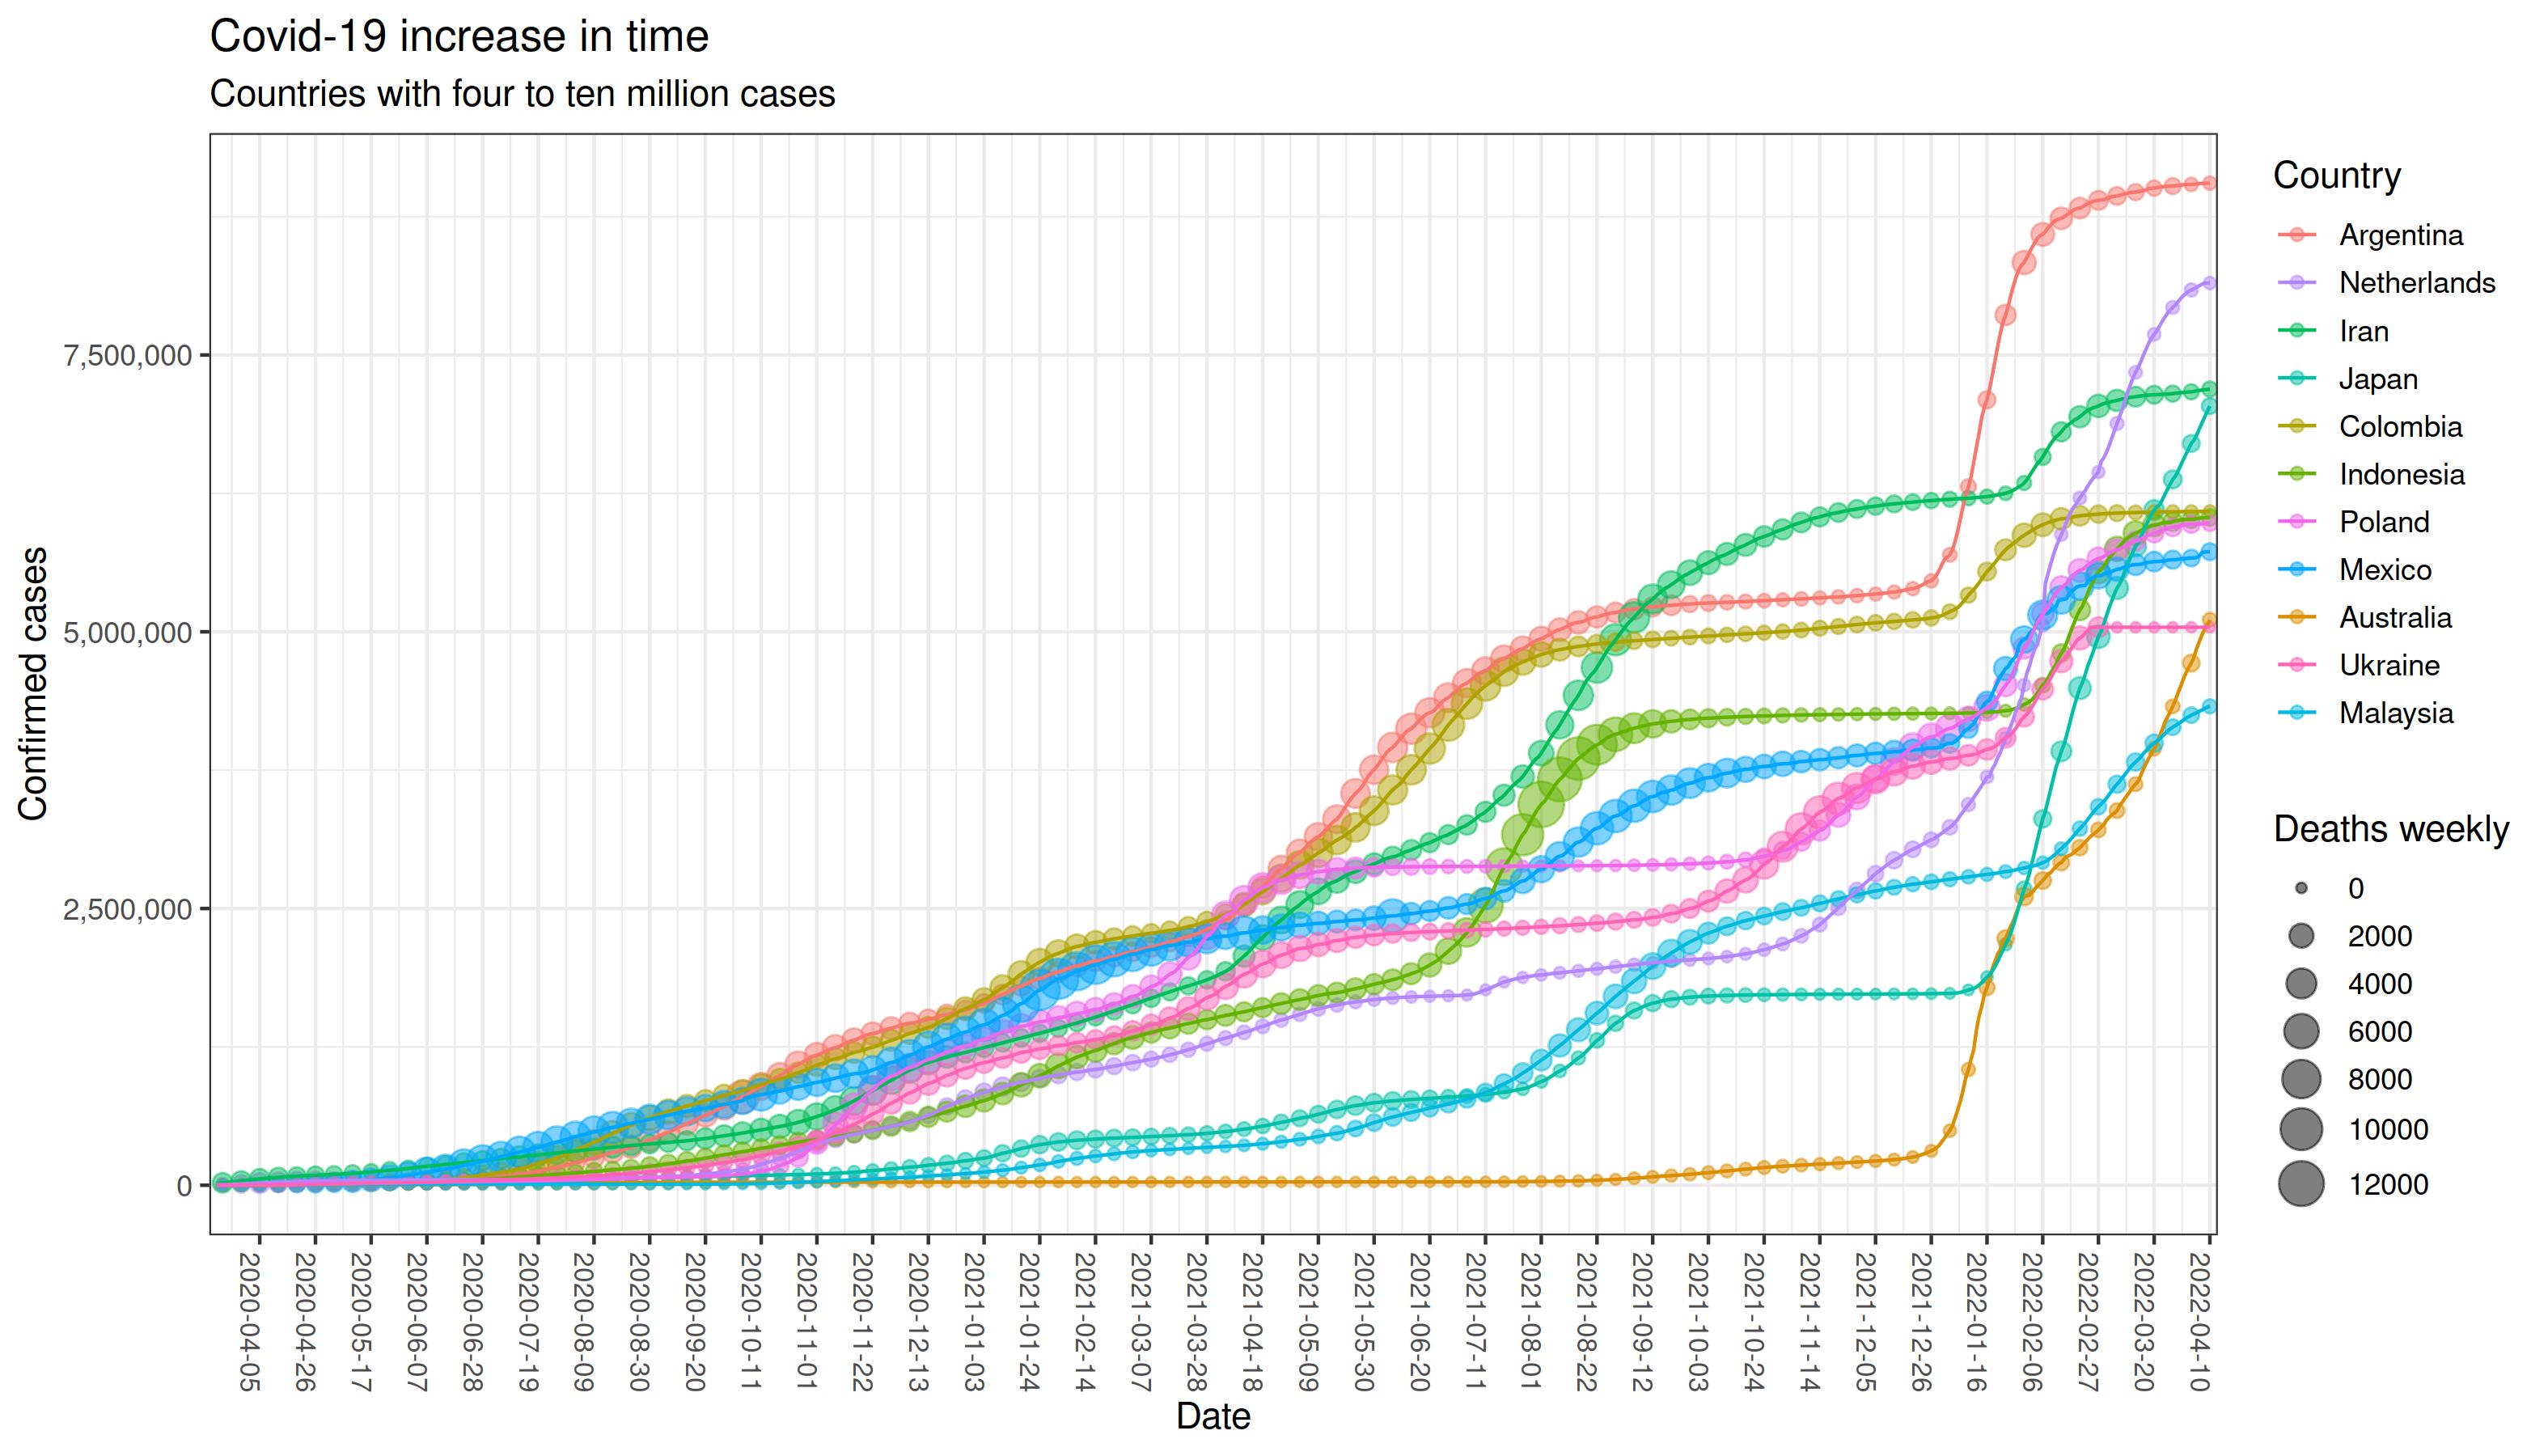 Covid-19 increase in time
Countries with four to ten million cases
Confirmed cases
7,500,000
5,000,000
2,500,000
0
2020-04-05
2020-04-26
2020-05-17
2020-06-07
2020-06-28
2020-07-19
2020-08-09
2020-08-30
2020-09-20
2020-10-11
2020-11-01
2020-11-22
2020-12-13
2021-01-03
2021-01-24
2021-02-14
2021-03-07
2021-03-28
2021-04-18
2021-05-09
2021-05-30
2021-06-20
2021-07-11
2021-08-01
2021-08-22
2021-09-12
2021-10-03
2021-10-24
2021-11-14
2021-12-05
2021-12-26
2022-01-16
2022-02-06
2022-02-27
2022-03-20
2022-04-10
Date
Country
Argentina
Netherlands
Iran
Japan
Colombia
Indonesia
Poland
Mexico
Australia
Ukraine
Malaysia
Deaths weekly
0
2000
4000
6000
8000
10000
12000